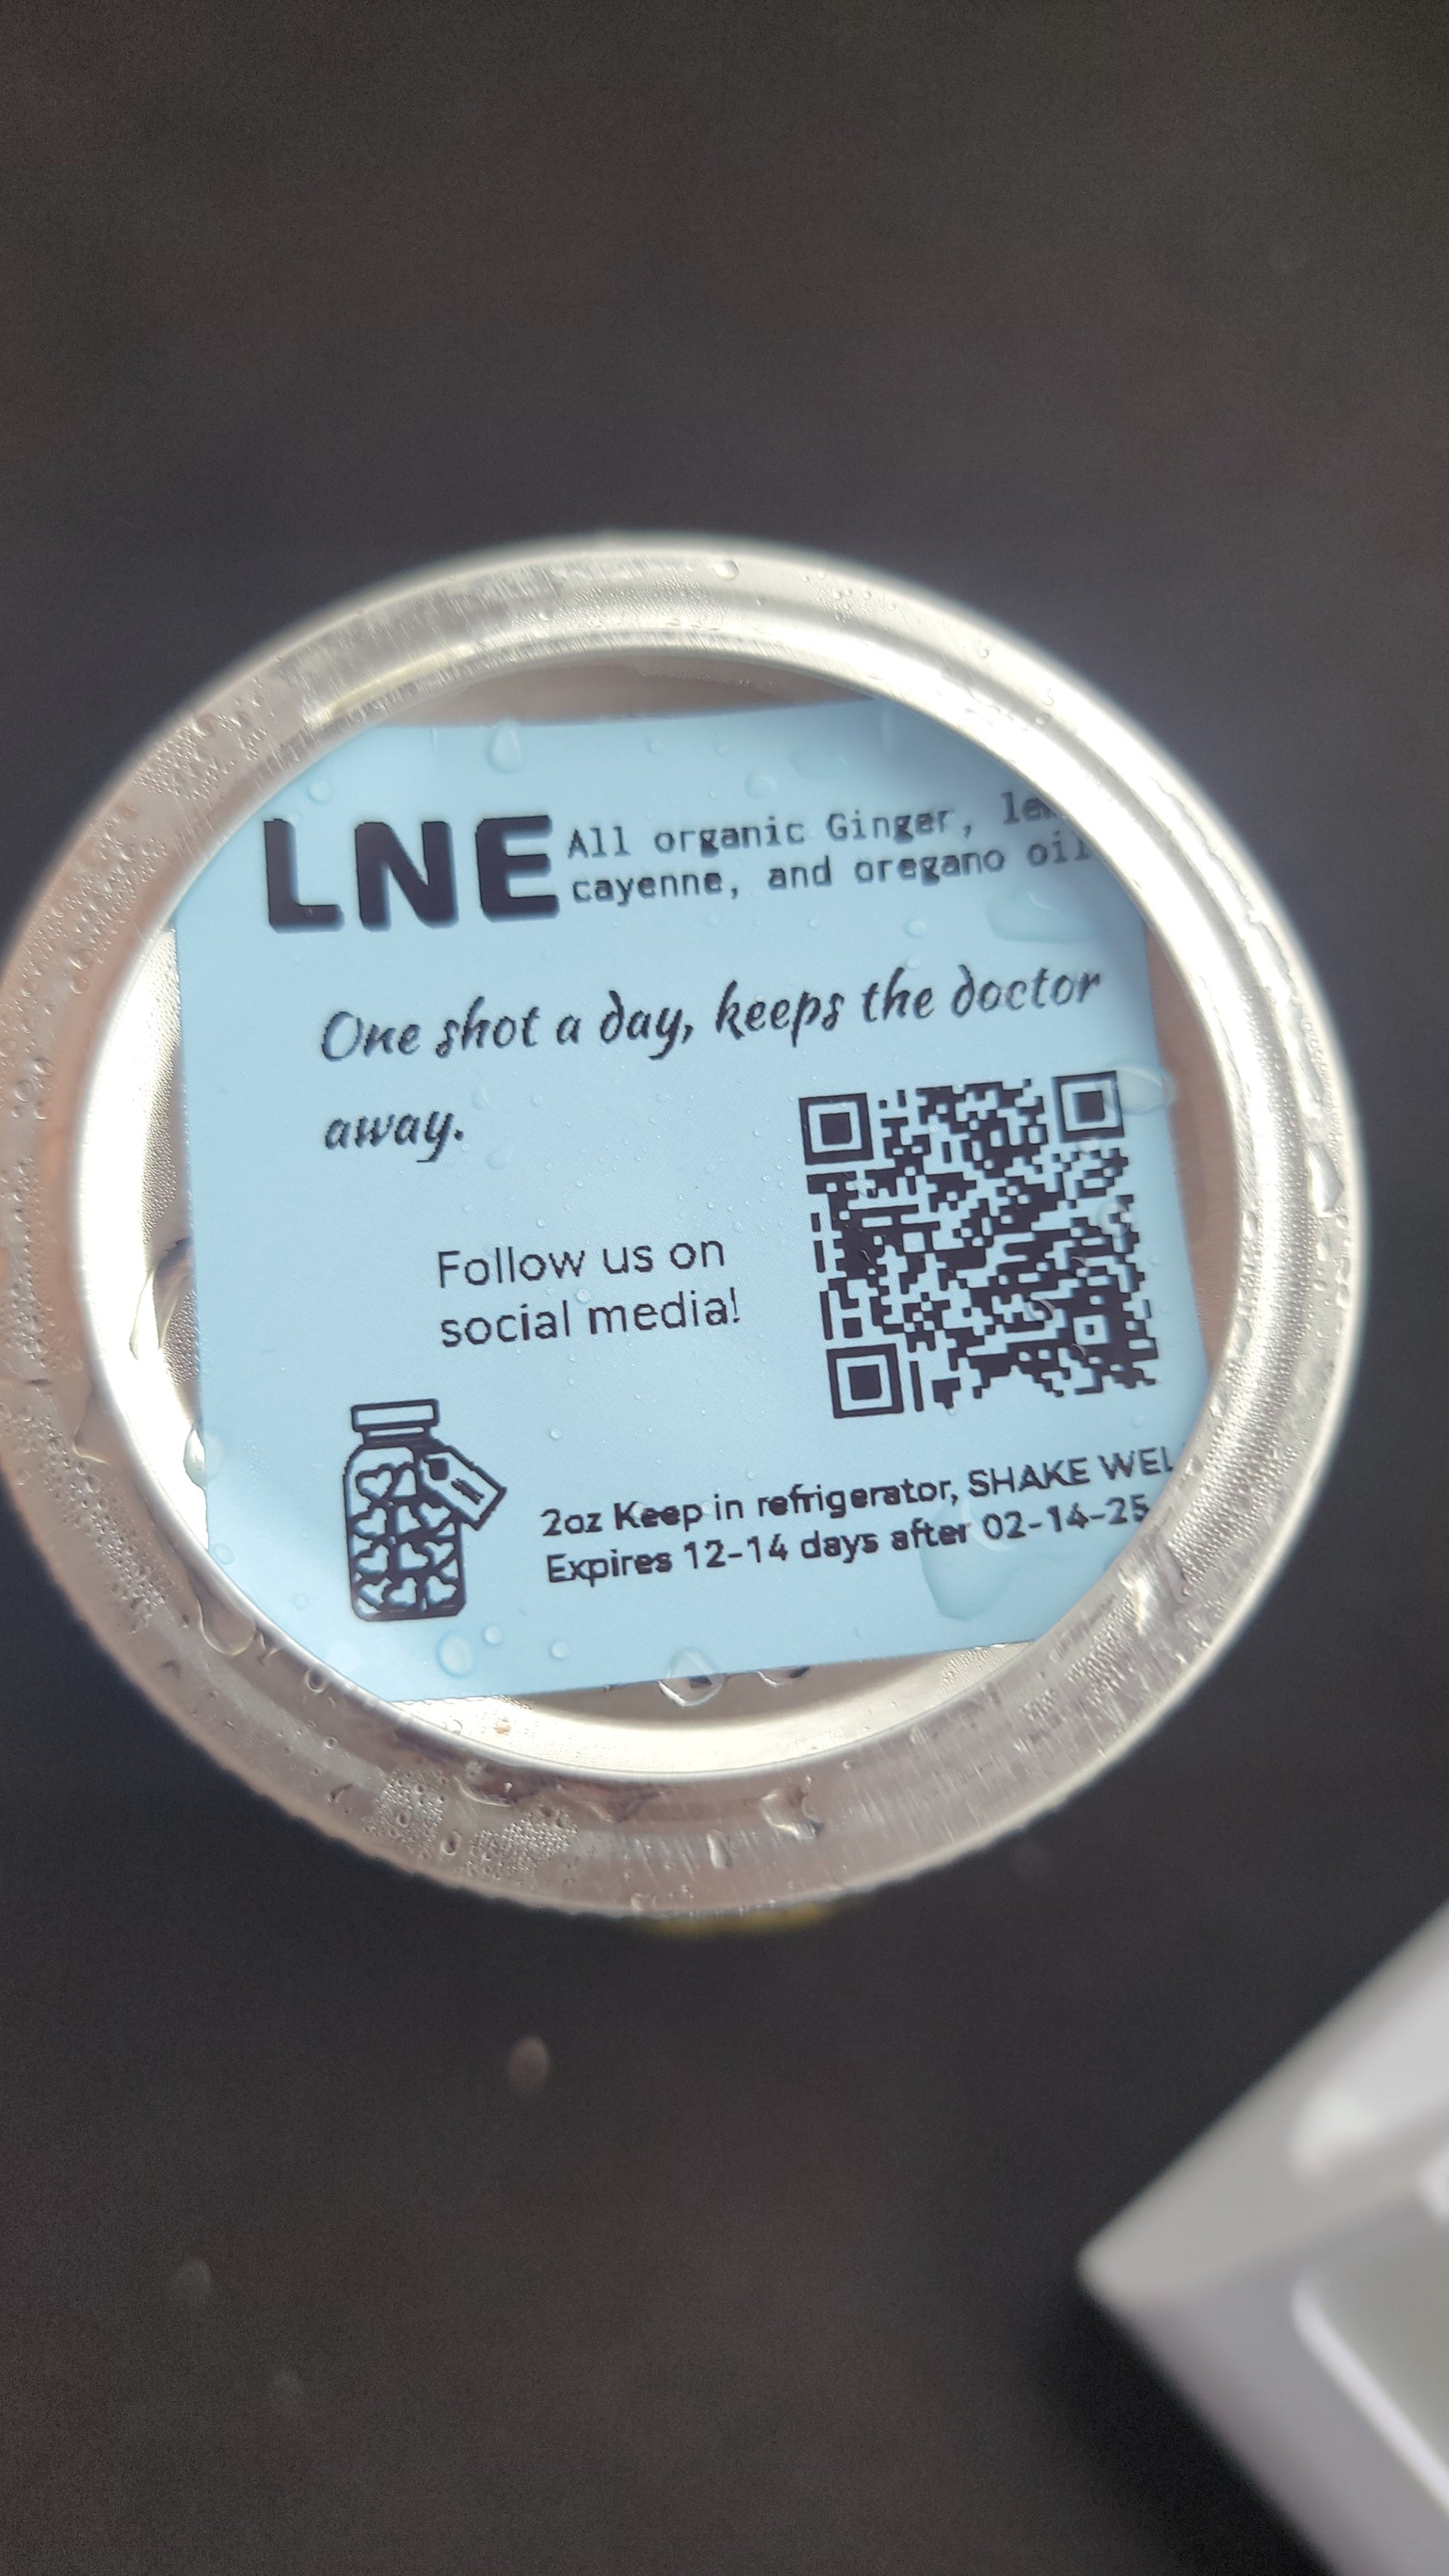 LNE
All organic Ginger,
cayenne, and oregano oil
One shot a day, keeps the doctor
away.
Follow us on
social media!
2oz Keep in refrigerator, SHAKE
Expires 12-14 days after 02-14-25